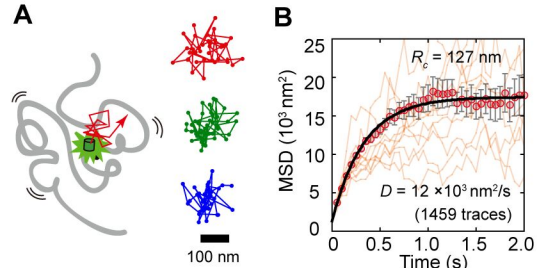 A
100 nm
B
MSD (10³ nm²)
25
20
15
10
5
0
R_c = 127 nm
D = 12 ×10³ nm²/s
(1459 traces)
0 0.5 1.0 1.5 2.0
Time (s)